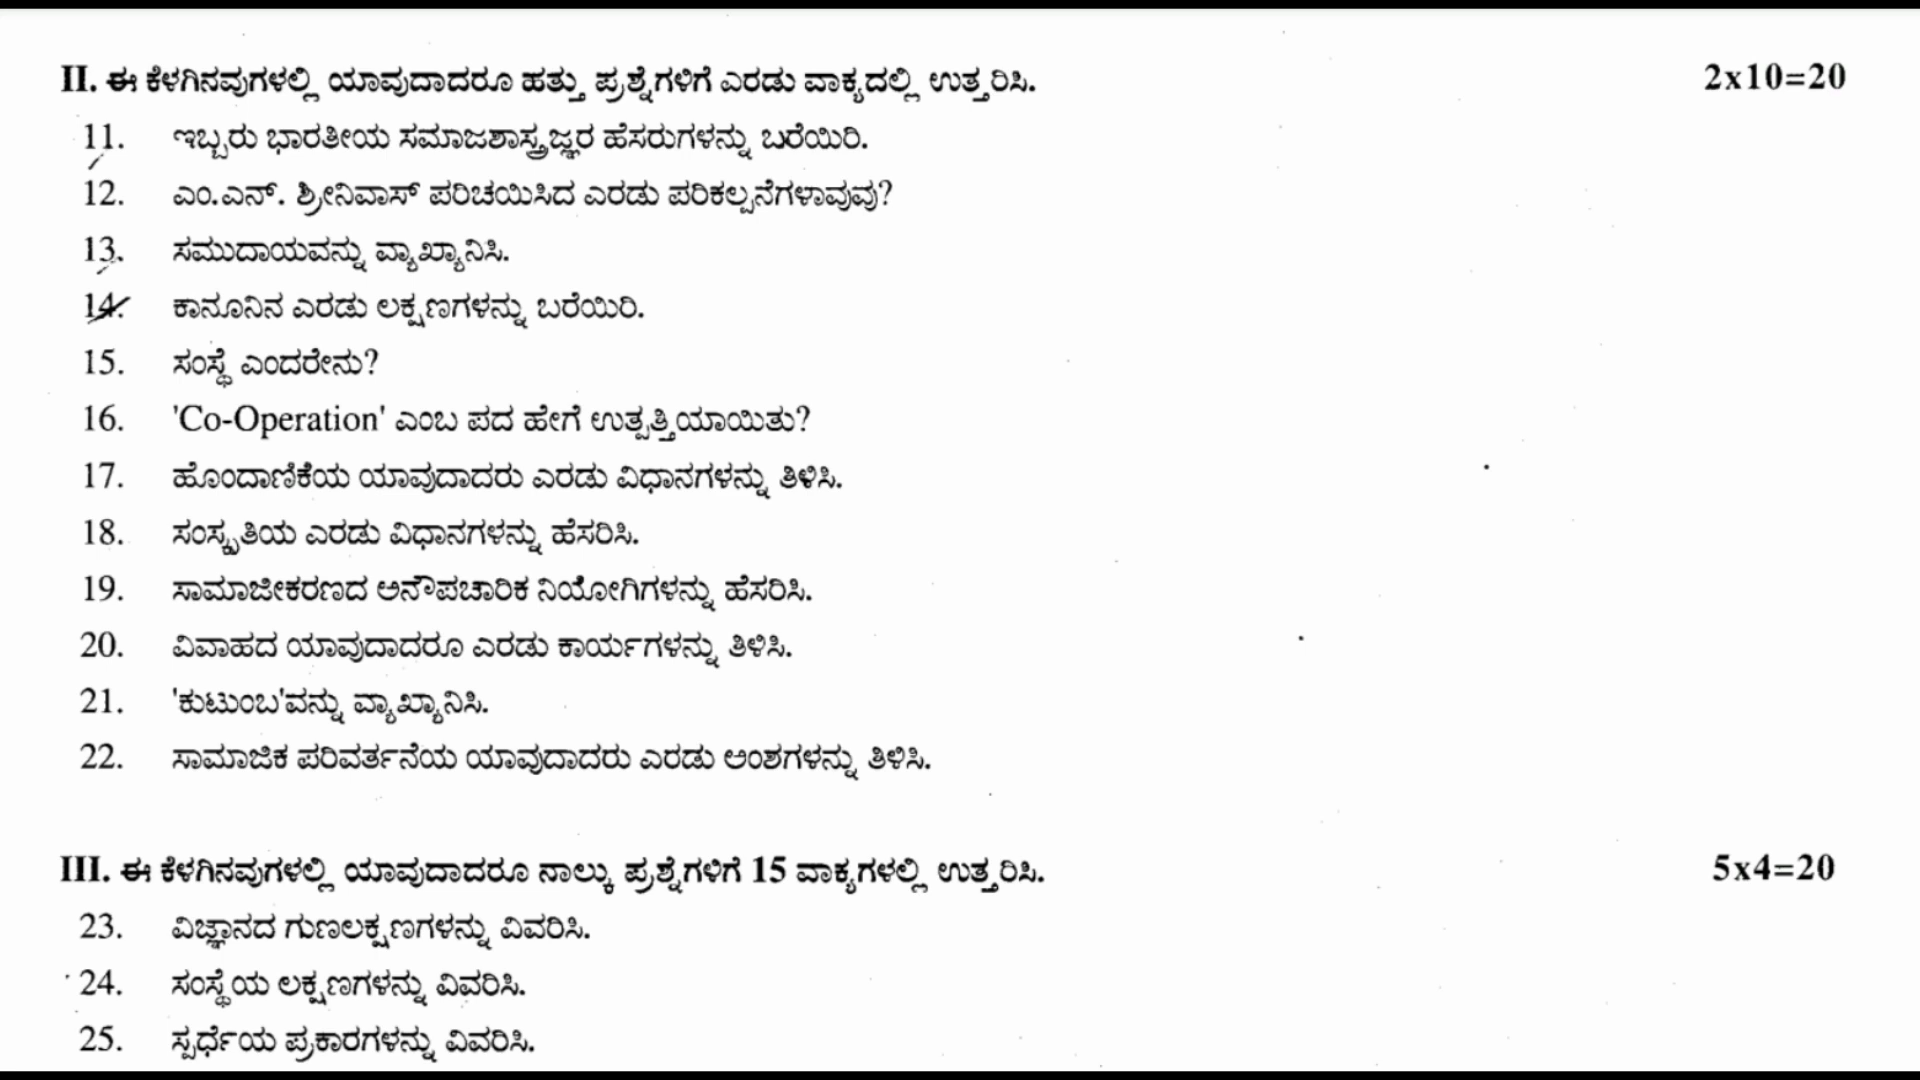 II. ಈ ಕೆಳಗಿನವುಗಳಲ್ಲಿ ಯಾವುದಾದರೂ ಹತ್ತು ಪ್ರಶ್ನೆಗಳಿಗೆ ಎರಡು ವಾಕ್ಯದಲ್ಲಿ ಉತ್ತರಿಸಿ. 2x10=20
11. ಇಬ್ಬರು ಭಾರತೀಯ ಸಮಾಜಶಾಸ್ತ್ರಜ್ಞರ ಹೆಸರುಗಳನ್ನು ಬರೆಯಿರಿ.
12. ಎಂ.ಎನ್. ಶ್ರೀನಿವಾಸ್ ಪರಿಚಯಿಸಿದ ಎರಡು ಪರಿಕಲ್ಪನೆಗಳಾವುವು?
13. ಸಮುದಾಯವನ್ನು ವ್ಯಾಖ್ಯಾನಿಸಿ.
14. ಕಾನೂನಿನ ಎರಡು ಲಕ್ಷಣಗಳನ್ನು ಬರೆಯಿರಿ.
15. ಸಂಸ್ಥೆ ಎಂದರೇನು?
16. 'Co-Operation' ಎಂಬ ಪದ ಹೇಗೆ ಉತ್ಪತ್ತಿಯಾಯಿತು?
17. ಹೊಂದಾಣಿಕೆಯ ಯಾವುದಾದರು ಎರಡು ವಿಧಾನಗಳನ್ನು ತಿಳಿಸಿ.
18. ಸಂಸ್ಕೃತಿಯ ಎರಡು ವಿಧಾನಗಳನ್ನು ಹೆಸರಿಸಿ.
19. ಸಾಮಾಜೀಕರಣದ ಅನೌಪಚಾರಿಕ ನಿಯೋಗಿಗಳನ್ನು ಹೆಸರಿಸಿ.
20. ವಿವಾಹದ ಯಾವುದಾದರೂ ಎರಡು ಕಾರ್ಯಗಳನ್ನು ತಿಳಿಸಿ.
21. 'ಕುಟುಂಬ'ವನ್ನು ವ್ಯಾಖ್ಯಾನಿಸಿ.
22. ಸಾಮಾಜಿಕ ಪರಿವರ್ತನೆಯ ಯಾವುದಾದರು ಎರಡು ಅಂಶಗಳನ್ನು ತಿಳಿಸಿ.
III. ಈ ಕೆಳಗಿನವುಗಳಲ್ಲಿ ಯಾವುದಾದರೂ ನಾಲ್ಕು ಪ್ರಶ್ನೆಗಳಿಗೆ 15 ವಾಕ್ಯಗಳಲ್ಲಿ ಉತ್ತರಿಸಿ. 5x4=20
23. ವಿಜ್ಞಾನದ ಗುಣಲಕ್ಷಣಗಳನ್ನು ವಿವರಿಸಿ.
24. ಸಂಸ್ಥೆಯ ಲಕ್ಷಣಗಳನ್ನು ವಿವರಿಸಿ.
25. ಸ್ಪರ್ಧೆಯ ಪ್ರಕಾರಗಳನ್ನು ವಿವರಿಸಿ.